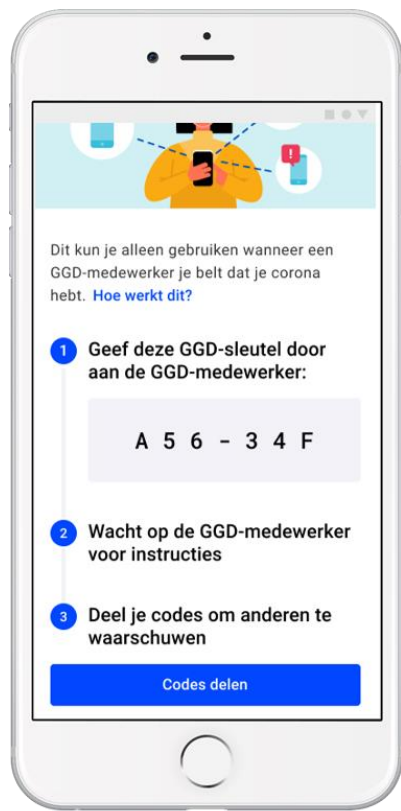 Dit kun je alleen gebruiken wanneer een
GGD-medewerker je belt dat je corona
hebt. Hoe werkt dit?
1 Geef deze GGD-sleutel door
aan de GGD-medewerker:
A 5 6 - 3 4 F
2 Wacht op de GGD-medewerker
voor instructies
3 Deel je codes om anderen te
waarschuwen
Codes delen